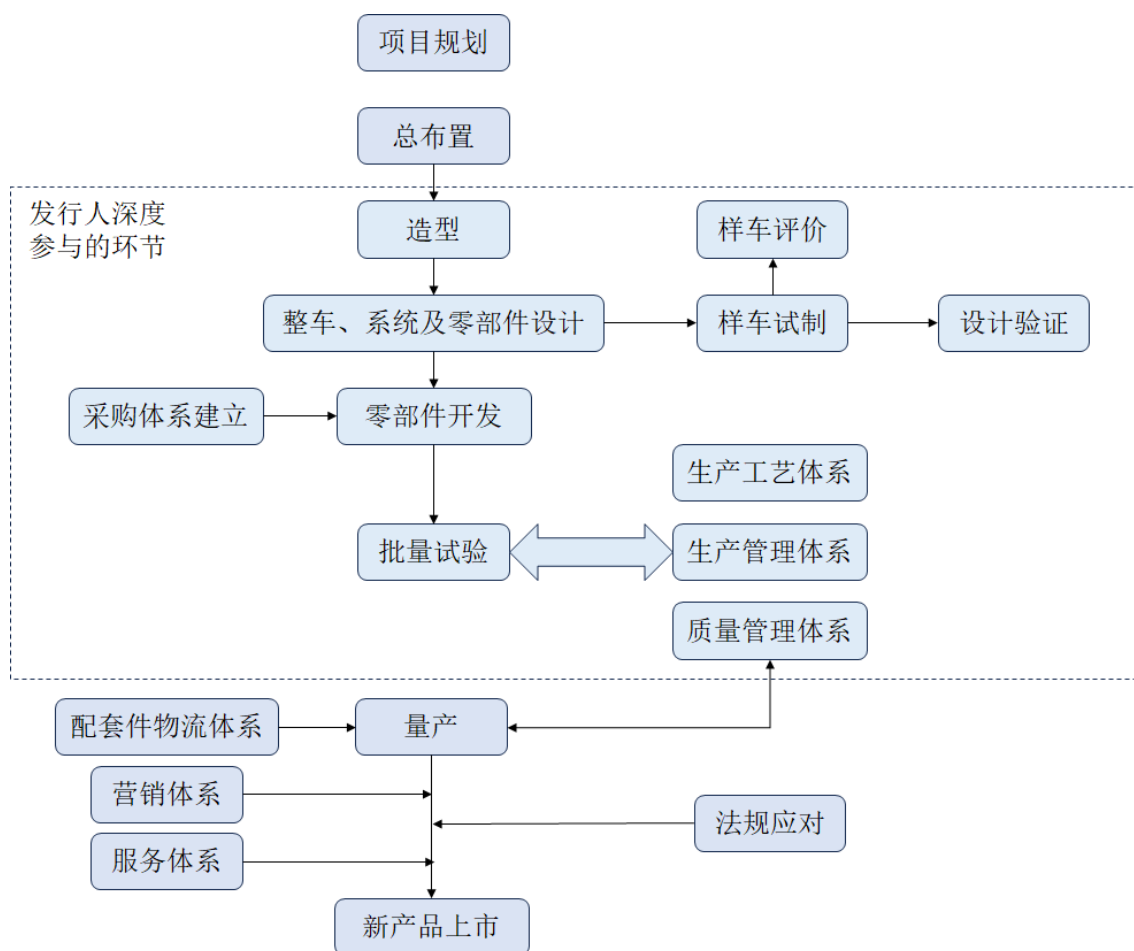 项目规划
总布置
发行人深度
参与的环节
造型
样车评价
整车、系统及零部件设计
样车试制
设计验证
采购体系建立
零部件开发
生产工艺体系
批量试验
生产管理体系
质量管理体系
配套件物流体系
量产
营销体系
法规应对
服务体系
新产品上市